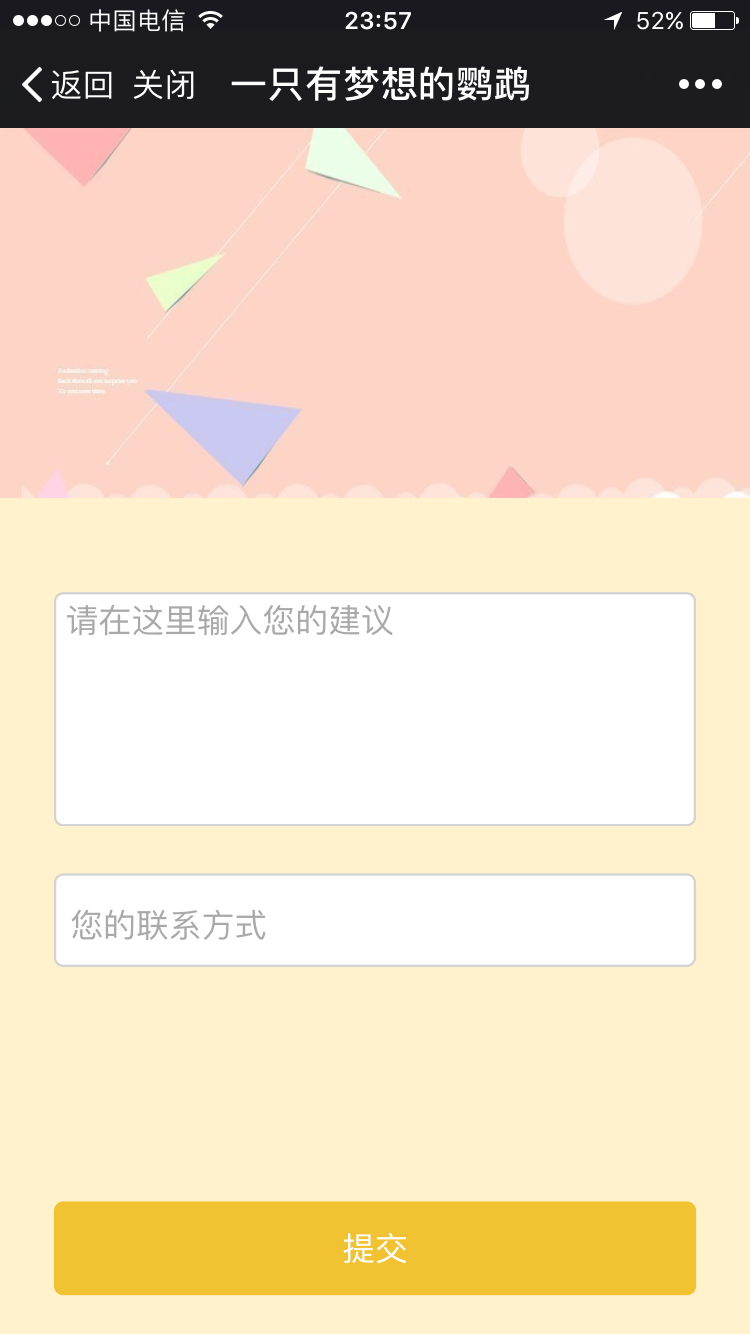 中国电信 23:57 52%
返回 关闭 一只有梦想的鹦鹉
请在这里输入您的建议
您的联系方式
提交